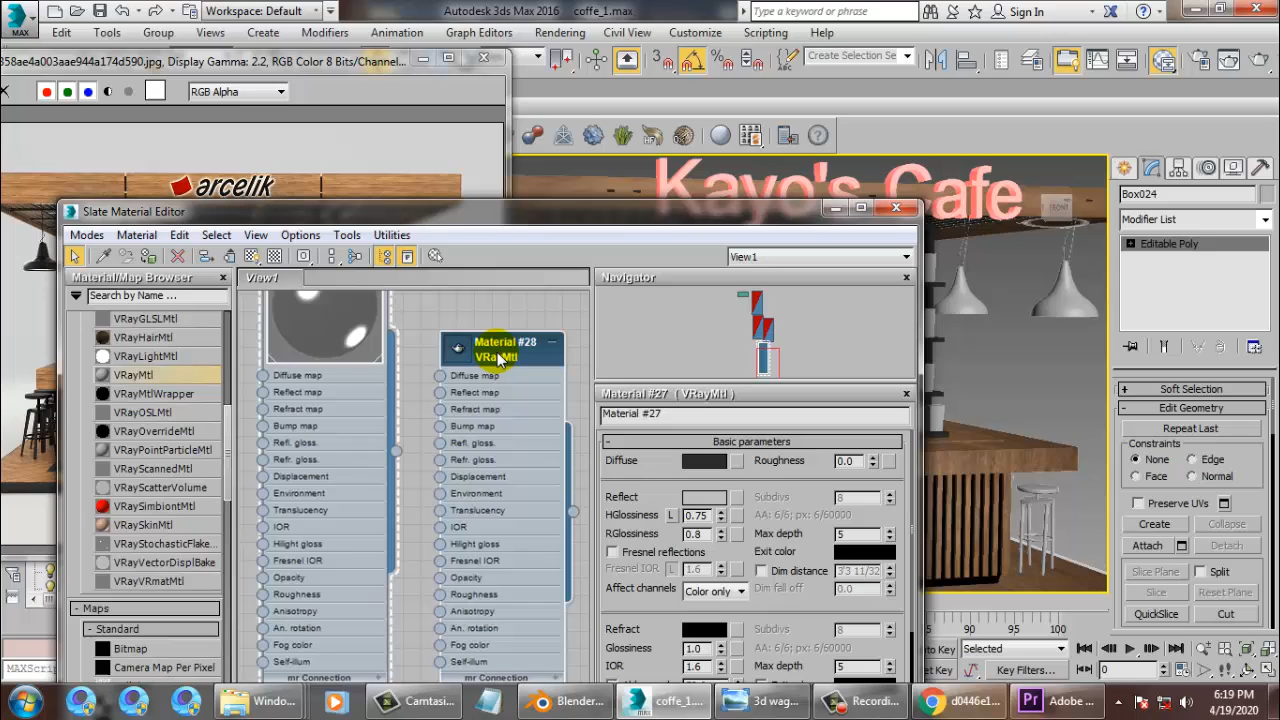 MAX
Workspace: Default
Autodesk 3ds Max 2016
coffe_1.max
Type a keyword or phrase
Sign In
Edit
Tools
Group
Views
Create
Modifiers
Animation
Graph Editors
Rendering
Civil View
Customize
Scripting
Help
858ae4a003aae944a174d590.jpg, Display Gamma: 2.2, RGB Color 8 Bits/Channel...
Create Selection Se
RGB Alpha
arcelik
Kayo's Cafe
FRONT
Box024
Modifier List
Editable Poly
Slate Material Editor
Modes
Material
Edit
Select
View
Options
Tools
Utilities
View1
Material/Map Browser
Search by Name ...
VRayGLSLMtl
VRayHairMtl
VRayLightMtl
VRayMtl
VRayMtlWrapper
VRayOSLMtl
VRayOverrideMtl
VRayPointParticleMtl
VRayScannedMtl
VRayScatterVolume
VRaySimbiontMtl
VRaySkinMtl
VRayStochasticFlake...
VRayVectorDisplBake
VRayVRmatMtl
Maps
Standard
Bitmap
Camera Map Per Pixel
View1
Diffuse map
Reflect map
Refract map
Bump map
Refl. gloss.
Refr. gloss.
Displacement
Environment
Translucency
IOR
Hilight gloss
Fresnel IOR
Opacity
Roughness
Anisotropy
An. rotation
Fog color
Self-illum
mr Connection
Material #28
VRayMtl
Diffuse map
Reflect map
Refract map
Bump map
Refl. gloss.
Refr. gloss.
Displacement
Environment
Translucency
IOR
Hilight gloss
Fresnel IOR
Opacity
Roughness
Anisotropy
An. rotation
Fog color
Self-illum
mr Connection
Navigator
Material #27 ( VRayMtl )
Material #27
Basic parameters
Diffuse
Roughness
0.0
Reflect
Subdivs
8
HGlossiness
L
0.75
AA: 6/6; px: 6/60000
RGlossiness
0.8
Max depth
5
Fresnel reflections
Exit color
Fresnel IOR
L
1.6
Dim distance
3'3 11/32
Affect channels
Color only
Dim fall off
0.0
Refract
Subdivs
8
Glossiness
1.0
AA: 6/6; px: 6/60000
IOR
1.6
Max depth
5
Soft Selection
Edit Geometry
Repeat Last
Constraints
None
Edge
Face
Normal
Preserve UVs
Create
Collapse
Attach
Detach
Slice Plane
Split
Slice
Reset Plane
QuickSlice
Cut
85
90
95
100
uto Key
Selected
et Key
Key Filters...
0
MAXScrip
Windo...
Camtasi...
Blender...
coffe_1....
3d wag...
Recordi...
d0446e1...
Adobe ...
6:19 PM
4/19/2020